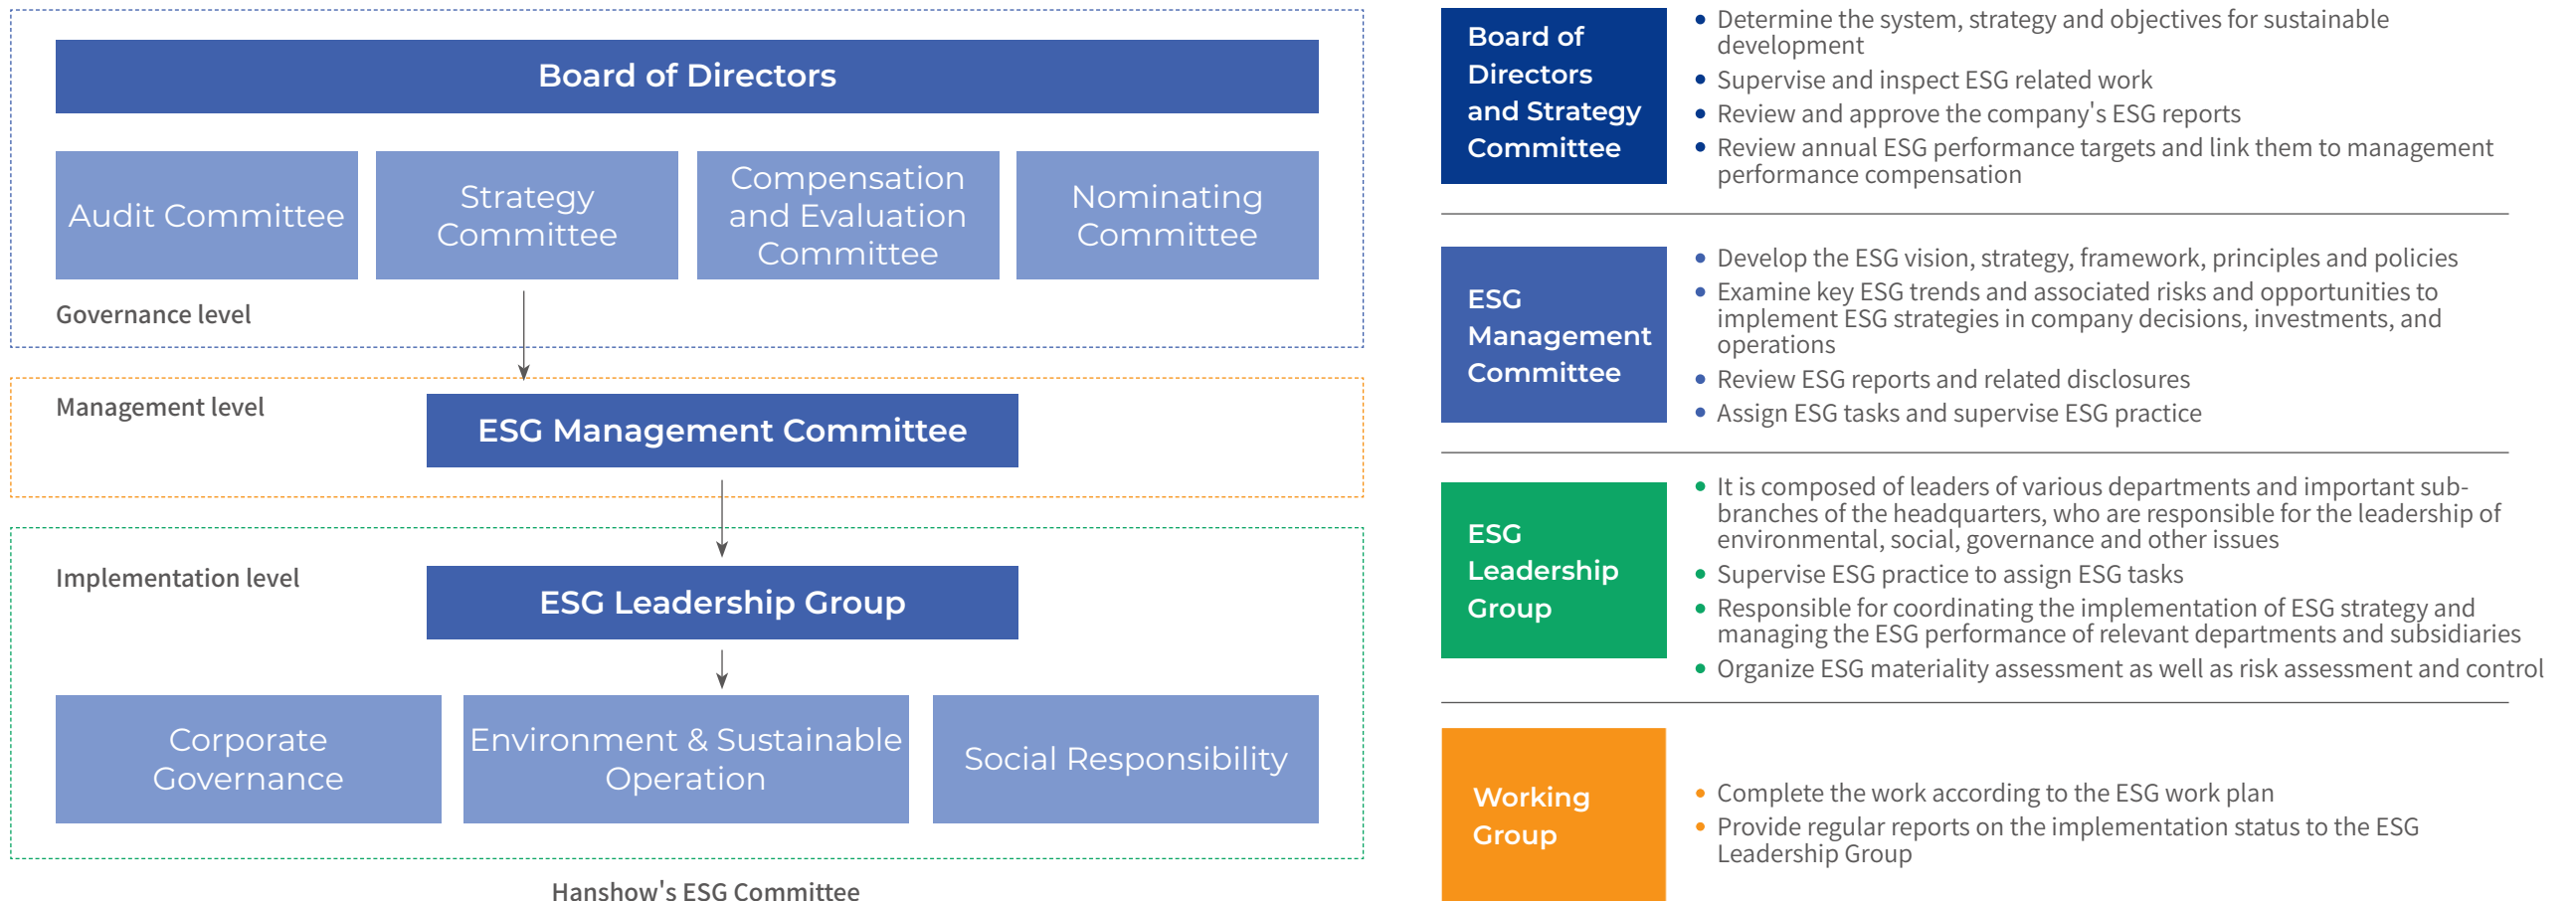 Board of Directors
Audit Committee
Strategy
Committee
Compensation
and Evaluation
Committee
Nominating
Committee
Governance level
Management level
ESG Management Committee
Implementation level
ESG Leadership Group
Corporate
Governance
Environment & Sustainable
Operation
Social Responsibility
Hanshow's ESG Committee
Board of
Directors
and Strategy
Committee
• Determine the system, strategy and objectives for sustainable
development
• Supervise and inspect ESG related work
• Review and approve the company's ESG reports
• Review annual ESG performance targets and link them to management
performance compensation
ESG
Management
Committee
• Develop the ESG vision, strategy, framework, principles and policies
• Examine key ESG trends and associated risks and opportunities to
implement ESG strategies in company decisions, investments, and
operations
• Review ESG reports and related disclosures
• Assign ESG tasks and supervise ESG practice
ESG
Leadership
Group
• It is composed of leaders of various departments and important sub-
branches of the headquarters, who are responsible for the leadership of
environmental, social, governance and other issues
• Supervise ESG practice to assign ESG tasks
• Responsible for coordinating the implementation of ESG strategy and
managing the ESG performance of relevant departments and subsidiaries
• Organize ESG materiality assessment as well as risk assessment and control
Working
Group
• Complete the work according to the ESG work plan
• Provide regular reports on the implementation status to the ESG
Leadership Group